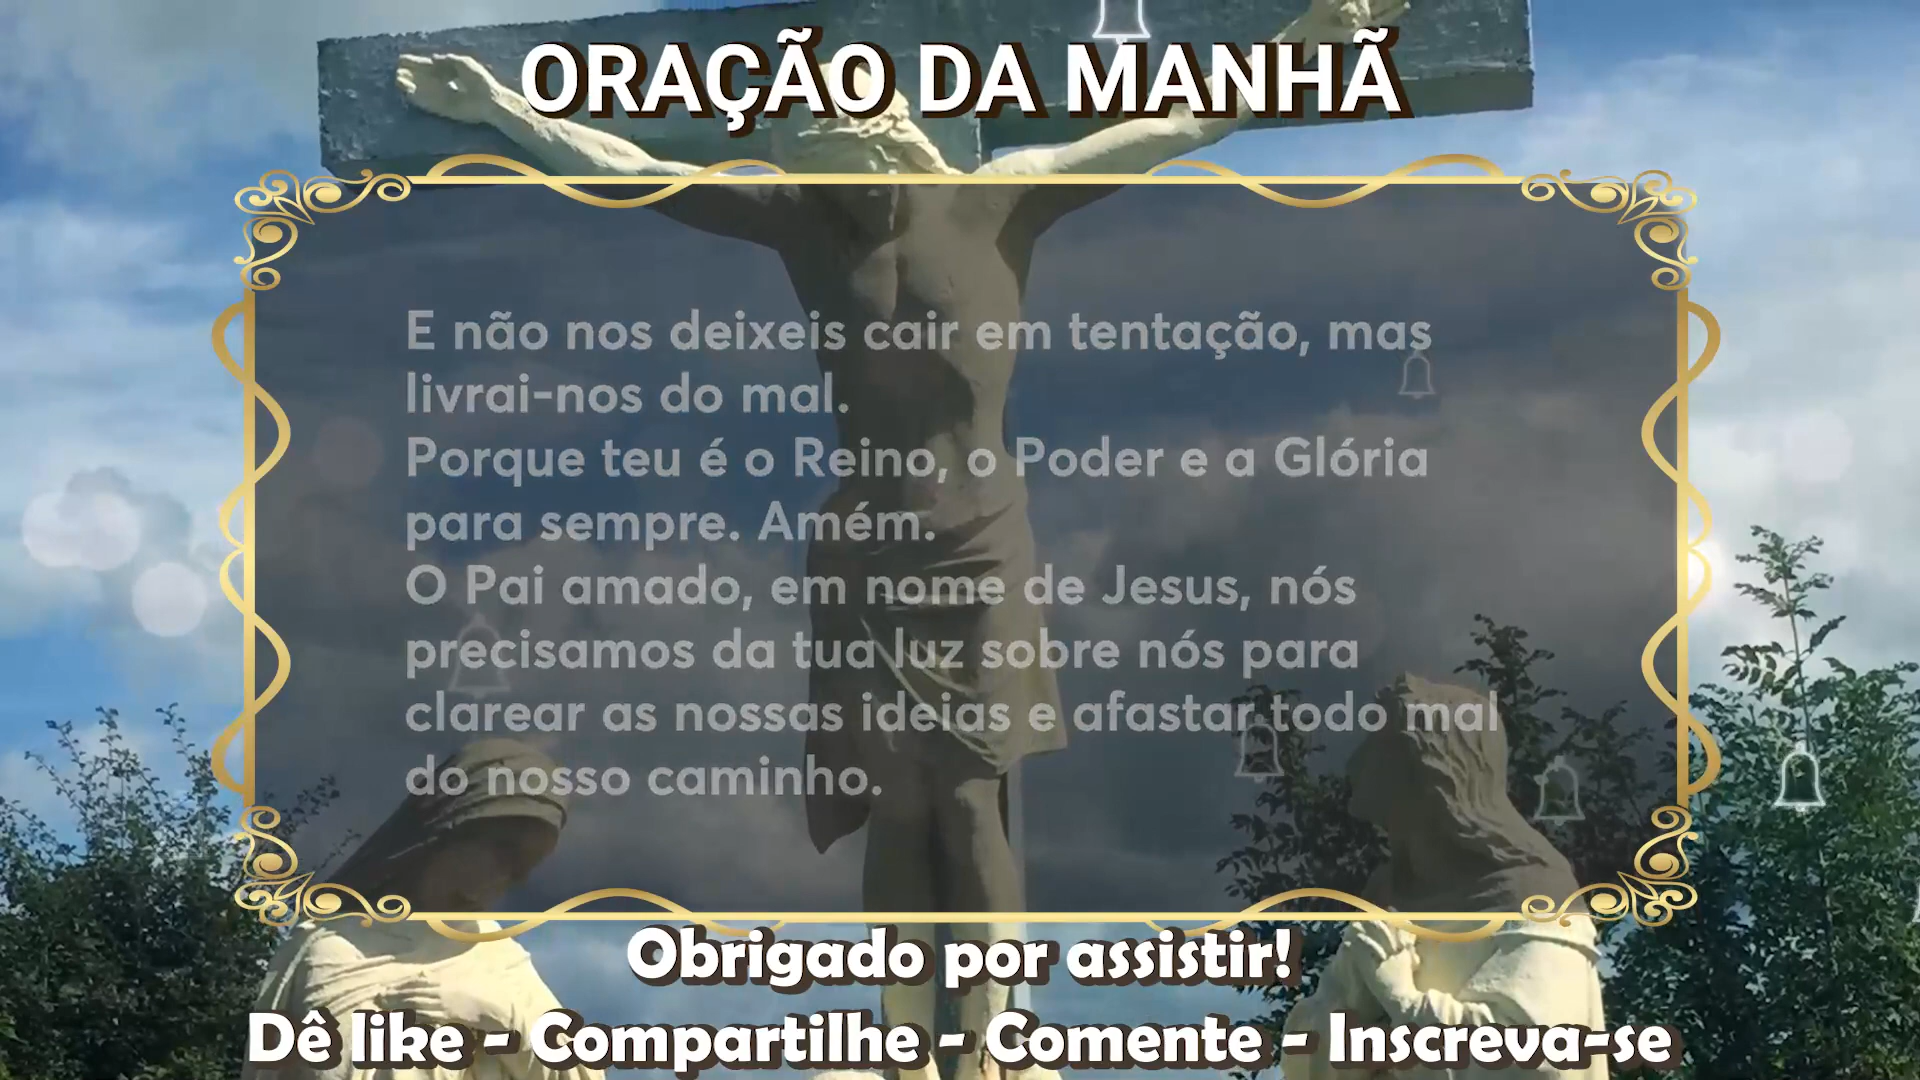 ORAÇÃO DA MANHÃ
E não nos deixeis cair em tentação, mas
livrai-nos do mal.
Porque teu é o Reino, o Poder e a Glória
para sempre. Amém.
O Pai amado, em nome de Jesus, nós
precisamos da tua luz sobre nós para
clarear as nossas ideias e afastar todo mal
do nosso caminho.
Obrigado por assistir!
Dê like - Compartilhe - Comente - Inscreva-se